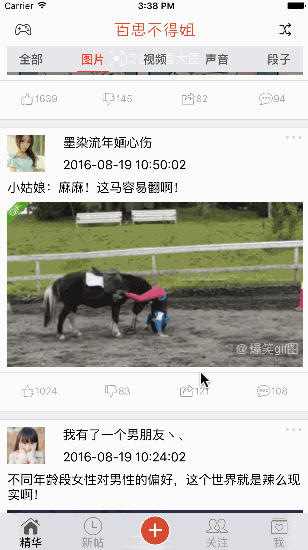 Carrier 3:38 PM
百思不得姐
全部 图片 视频 声音 段子
1639 145 82 94
墨染流年婳心伤
2016-08-19 10:50:02
小姑娘：麻麻！这马容易翻啊！
GIF
@爆笑gif图
1024 83 121 108
我有了一个男朋友丶、
2016-08-19 10:24:02
不同年龄段女性对男性的偏好，这个世界就是辣么现
实啊！
精华 新帖 关注 我